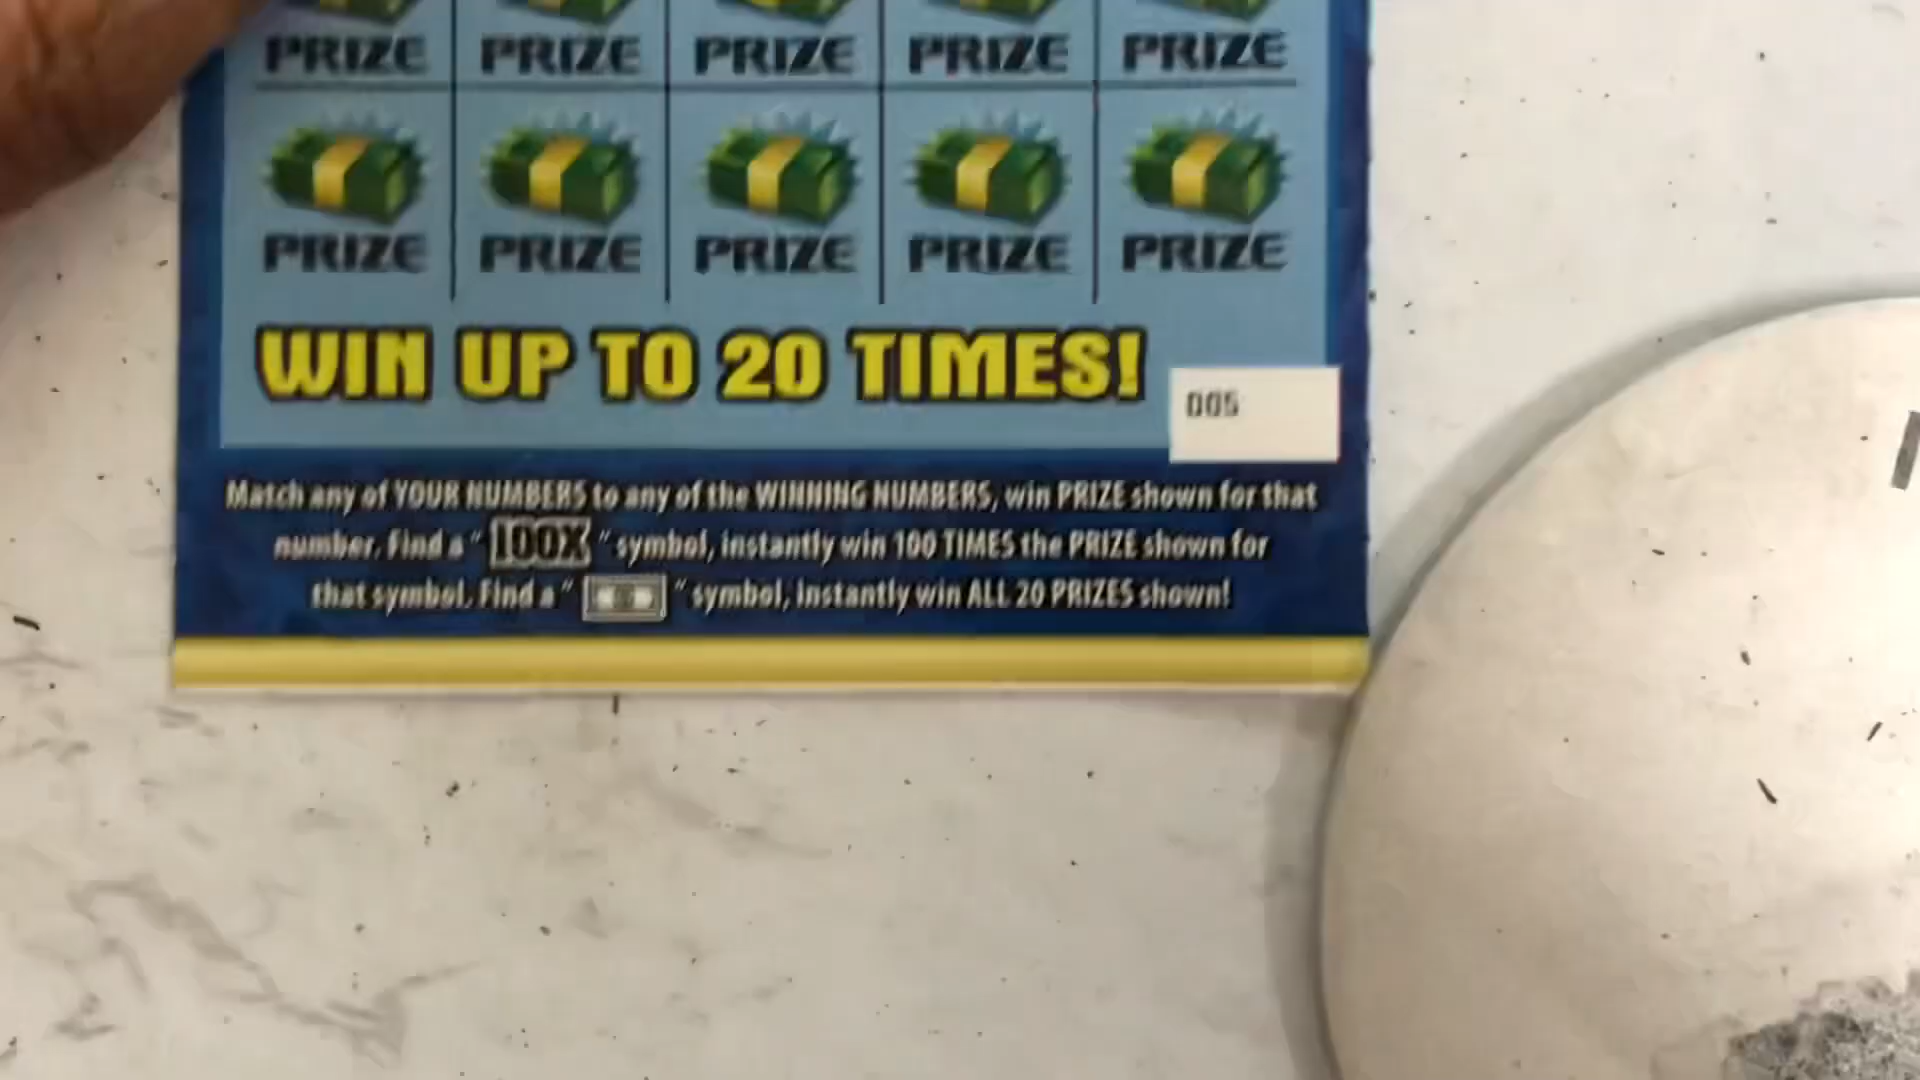 PRIZE PRIZE PRIZE PRIZE PRIZE
PRIZE PRIZE PRIZE PRIZE PRIZE
WIN UP TO 20 TIMES!
005
Match any of YOUR NUMBERS to any of the WINNING NUMBERS, win PRIZE shown for that
number. Find a " 100X " symbol, instantly win 100 TIMES the PRIZE shown for
that symbol. Find a " " symbol, instantly win ALL 20 PRIZES shown!